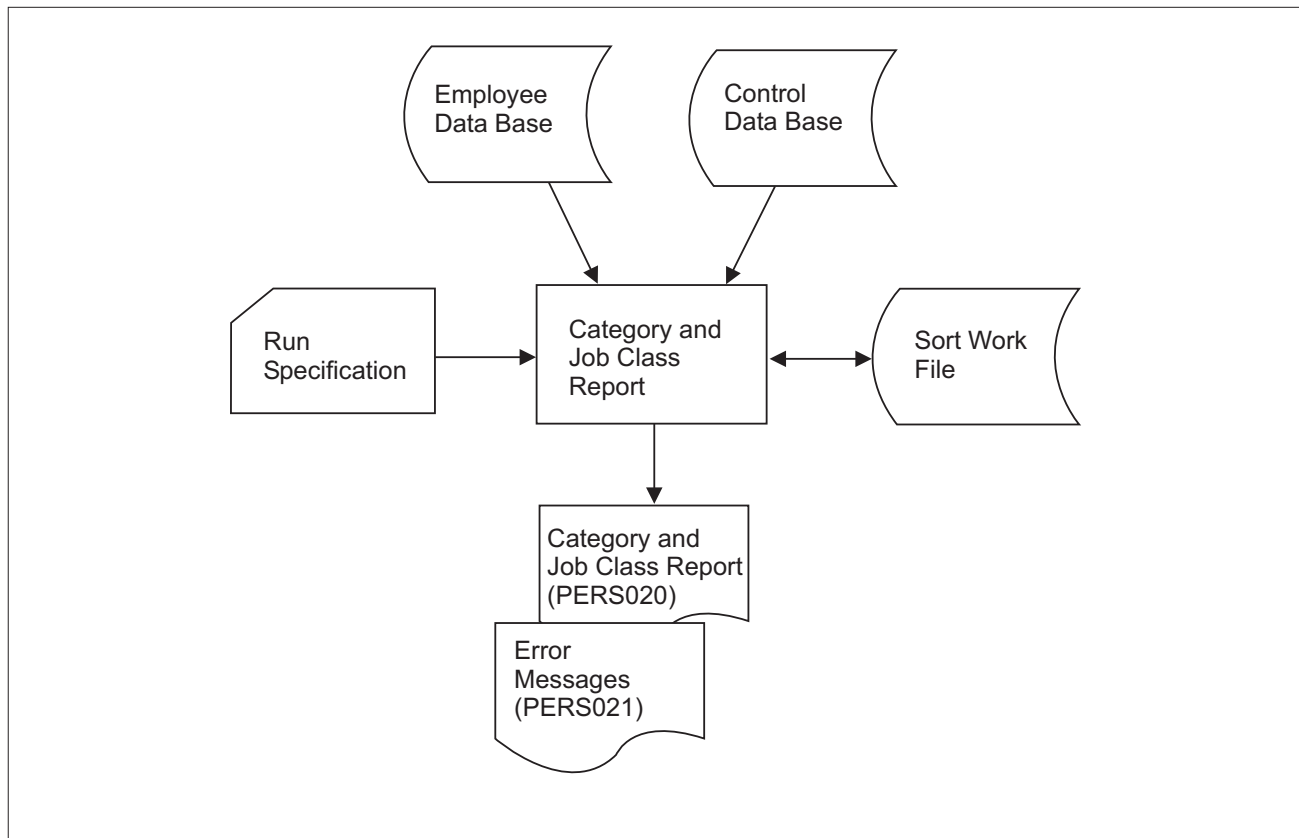 Employee
Data Base
Control
Data Base
Run
Specification
Category and
Job Class
Report
Sort Work
File
Category and
Job Class Report
(PERS020)
Error
Messages
(PERS021)